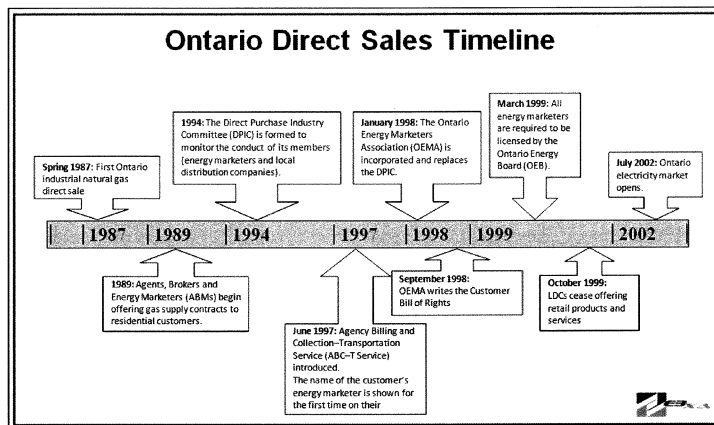 Ontario Direct Sales Timeline
1994: The Direct Purchase Industry
Committee (DPIC) is formed to
monitor the conduct of its members
(energy marketers and local
distribution companies).
January 1998: The Ontario
Energy Marketers
Association (OEMA) is
incorporated and replaces
the DPIC.
March 1999: All
energy marketers
are required to be
licensed by the
Ontario Energy
Board (OEB).
Spring 1987: First Ontario
industrial natural gas
direct sale
July 2002: Ontario
electricity market
opens.
1987 1989 1994 1997 1998 1999 2002
1989: Agents, Brokers and
Energy Marketers (ABMs) begin
offering gas supply contracts to
residential customers.
June 1997: Agency Billing and
Collection–Transportation
Service (ABC–T Service)
introduced.
The name of the customer's
energy marketer is shown for
the first time on their
September 1998:
OEMA writes the Customer
Bill of Rights
October 1999:
LDCs cease offering
retail products and
services